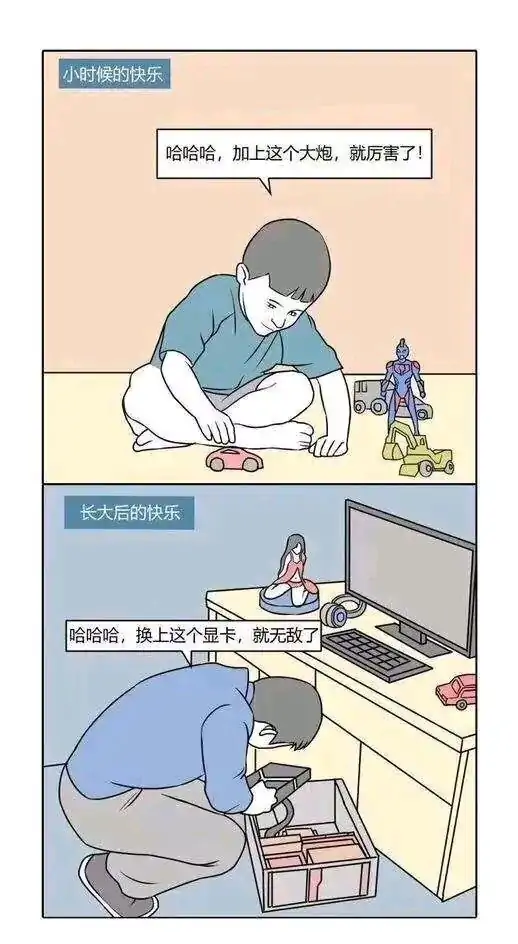 小时候的快乐
哈哈哈，加上这个大炮，就厉害了！
长大后的快乐
哈哈哈，换上这个显卡，就无敌了